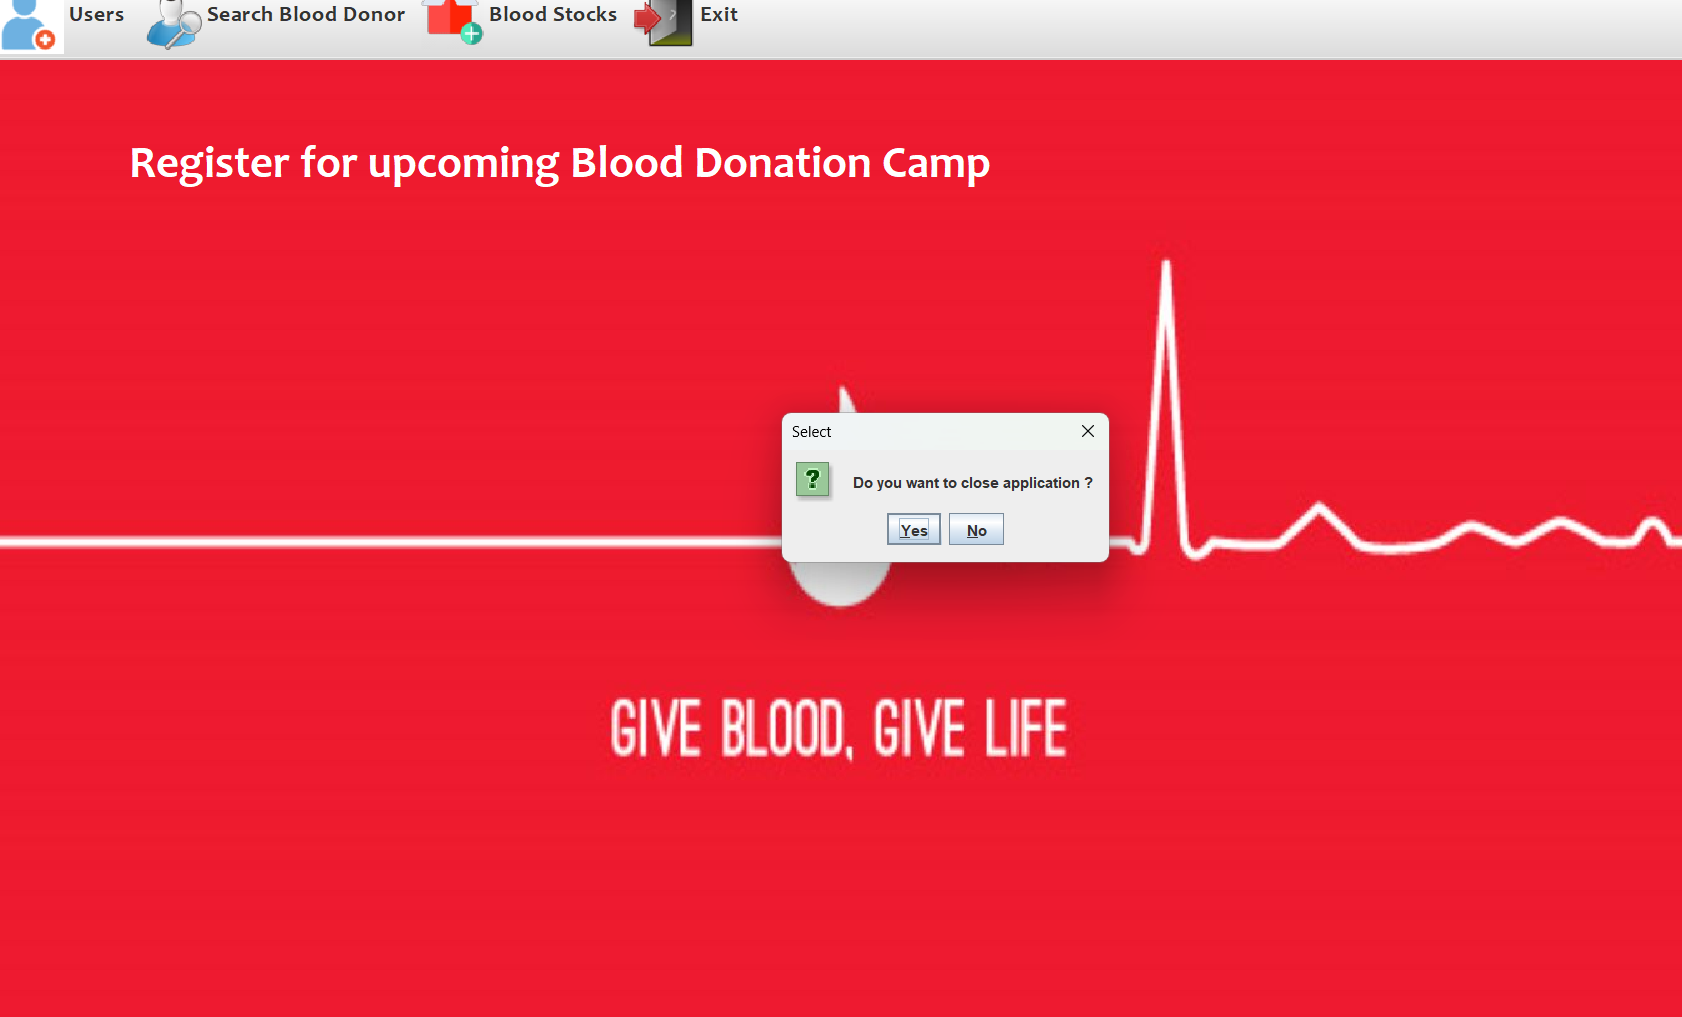 Users Search Blood Donor Blood Stocks Exit
Register for upcoming Blood Donation Camp
Select
? Do you want to close application ?
Yes No
GIVE BLOOD, GIVE LIFE